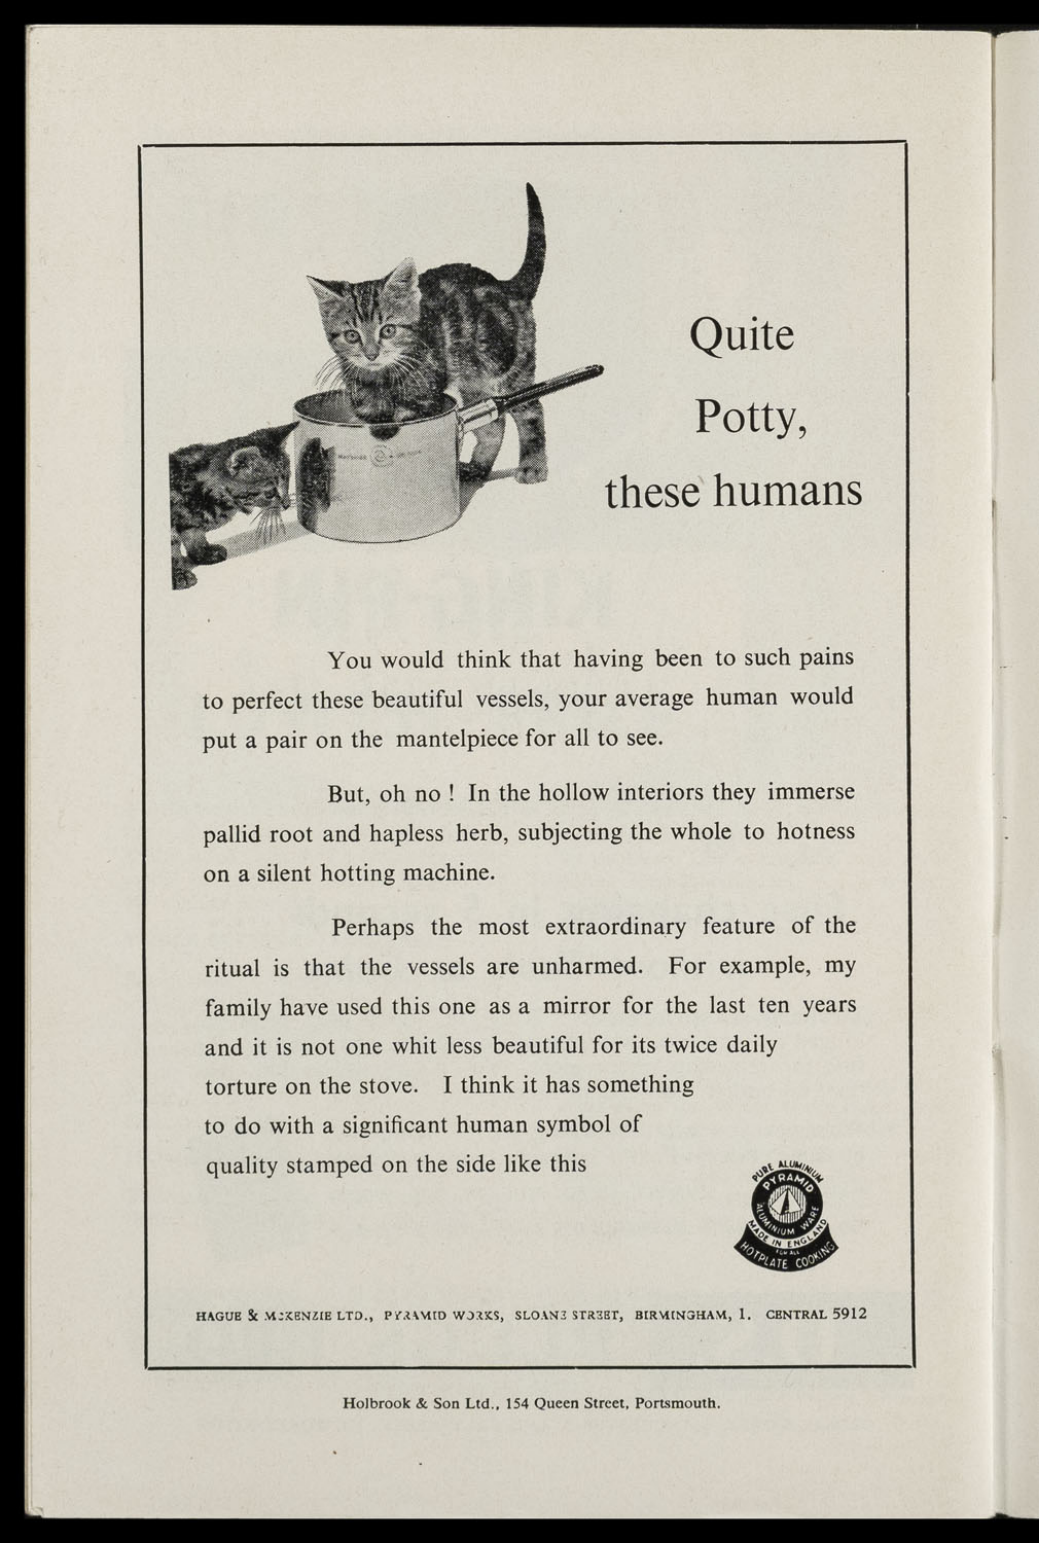 Quite
Potty,
these humans
You would think that having been to such pains
to perfect these beautiful vessels, your average human would
put a pair on the mantelpiece for all to see.
But, oh no ! In the hollow interiors they immerse
pallid root and hapless herb, subjecting the whole to hotness
on a silent hotting machine.
Perhaps the most extraordinary feature of the
ritual is that the vessels are unharmed. For example, my
family have used this one as a mirror for the last ten years
and it is not one whit less beautiful for its twice daily
torture on the stove. I think it has something
to do with a significant human symbol of
quality stamped on the side like this
PURE ALUMINIUM
PYRAMID
ALUMINIUM WARE
MADE IN ENGLAND
FOR ALL
HOTPLATE COOKING
HAGUE & McKENZIE LTD., PYRAMID WORKS, SLOANE STREET, BIRMINGHAM, 1. CENTRAL 5912
Holbrook & Son Ltd., 154 Queen Street, Portsmouth.